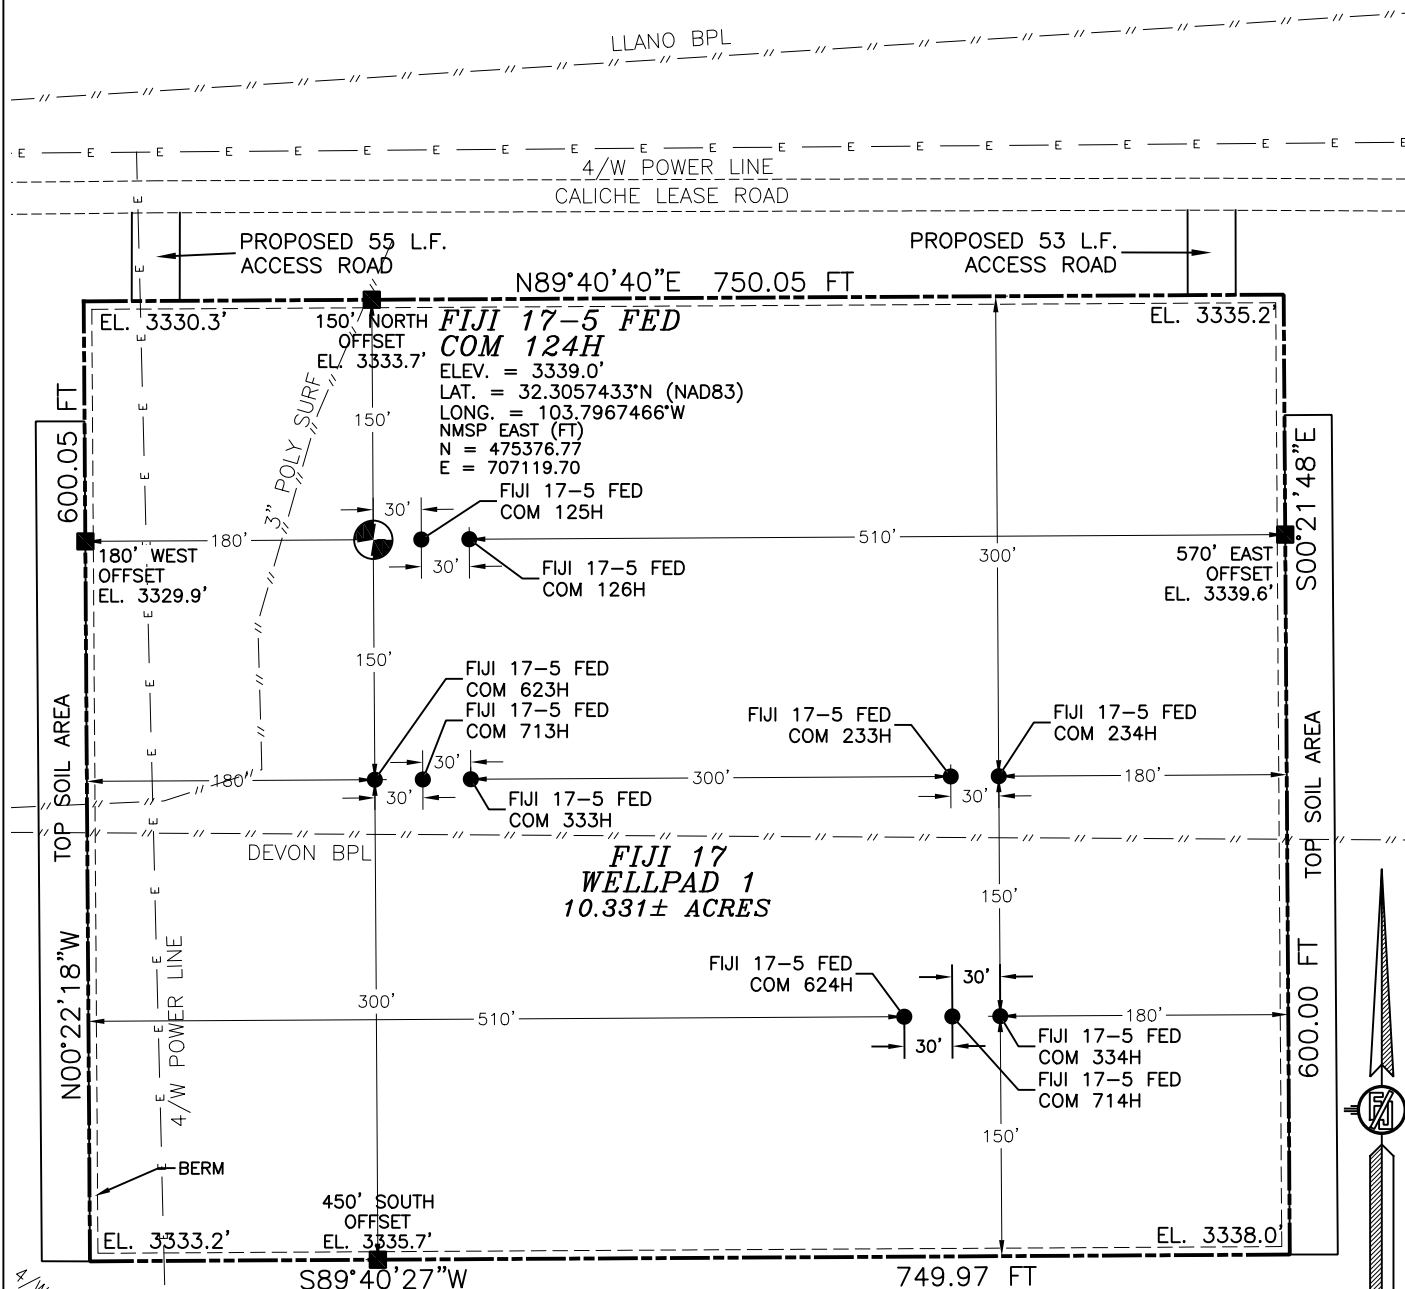 LLANO BPL
E E E E E E E E E E E E E E E E E E E E E
4/W POWER LINE
CALICHE LEASE ROAD
PROPOSED 55 L.F.
ACCESS ROAD
PROPOSED 53 L.F.
ACCESS ROAD
N89°40'40"E 750.05 FT
EL. 3330.3'
150' NORTH
OFFSET
EL. 3333.7'
FIJI 17-5 FED
COM 124H
ELEV. = 3339.0'
LAT. = 32.3057433°N (NAD83)
LONG. = 103.7967466°W
NMSP EAST (FT)
N = 475376.77
E = 707119.70
EL. 3335.2'
600.05 FT
3" POLY SURF
150'
30'
FIJI 17-5 FED
COM 125H
180'
510'
300'
S00°21'48"E
180' WEST
OFFSET
EL. 3329.9'
30'
FIJI 17-5 FED
COM 126H
570' EAST
OFFSET
EL. 3339.6'
150'
FIJI 17-5 FED
COM 623H
FIJI 17-5 FED
COM 713H
FIJI 17-5 FED
COM 233H
FIJI 17-5 FED
COM 234H
TOP SOIL AREA
TOP SOIL AREA
30'
180'
300'
180'
30'
FIJI 17-5 FED
COM 333H
30'
DEVON BPL
FIJI 17
WELLPAD 1
10.331± ACRES
150'
N00°22'18"W
4/W POWER LINE
FIJI 17-5 FED
COM 624H
30'
600.00 FT
300'
510'
180'
30'
FIJI 17-5 FED
COM 334H
FIJI 17-5 FED
COM 714H
150'
BERM
450' SOUTH
OFFSET
EL. 3335.7'
EL. 3333.2'
EL. 3338.0'
S89°40'27"W 749.97 FT
4/W